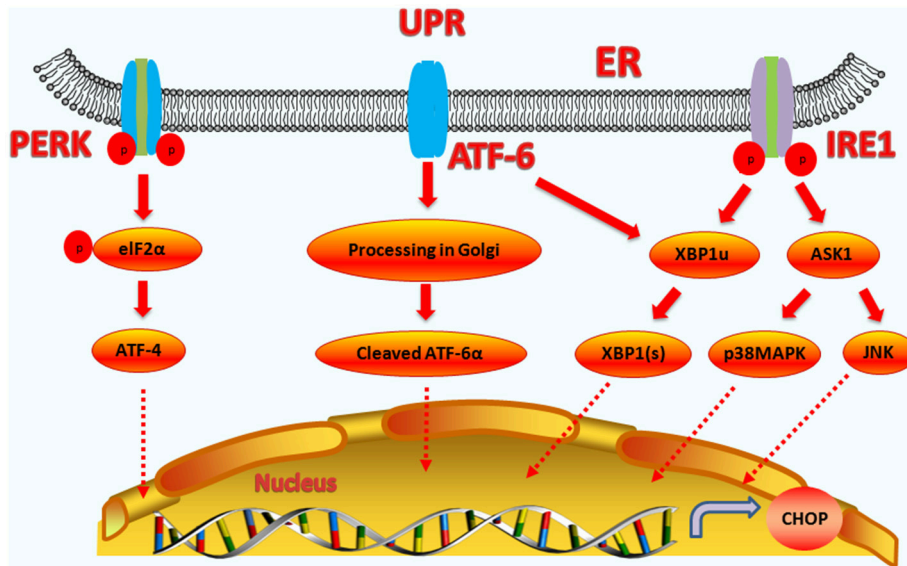 UPR
ER
PERK
ATF-6
IRE1
p
p
p
p
p
eIF2α
Processing in Golgi
XBP1u
ASK1
ATF-4
Cleaved ATF-6α
XBP1(s)
p38MAPK
JNK
Nucleus
CHOP